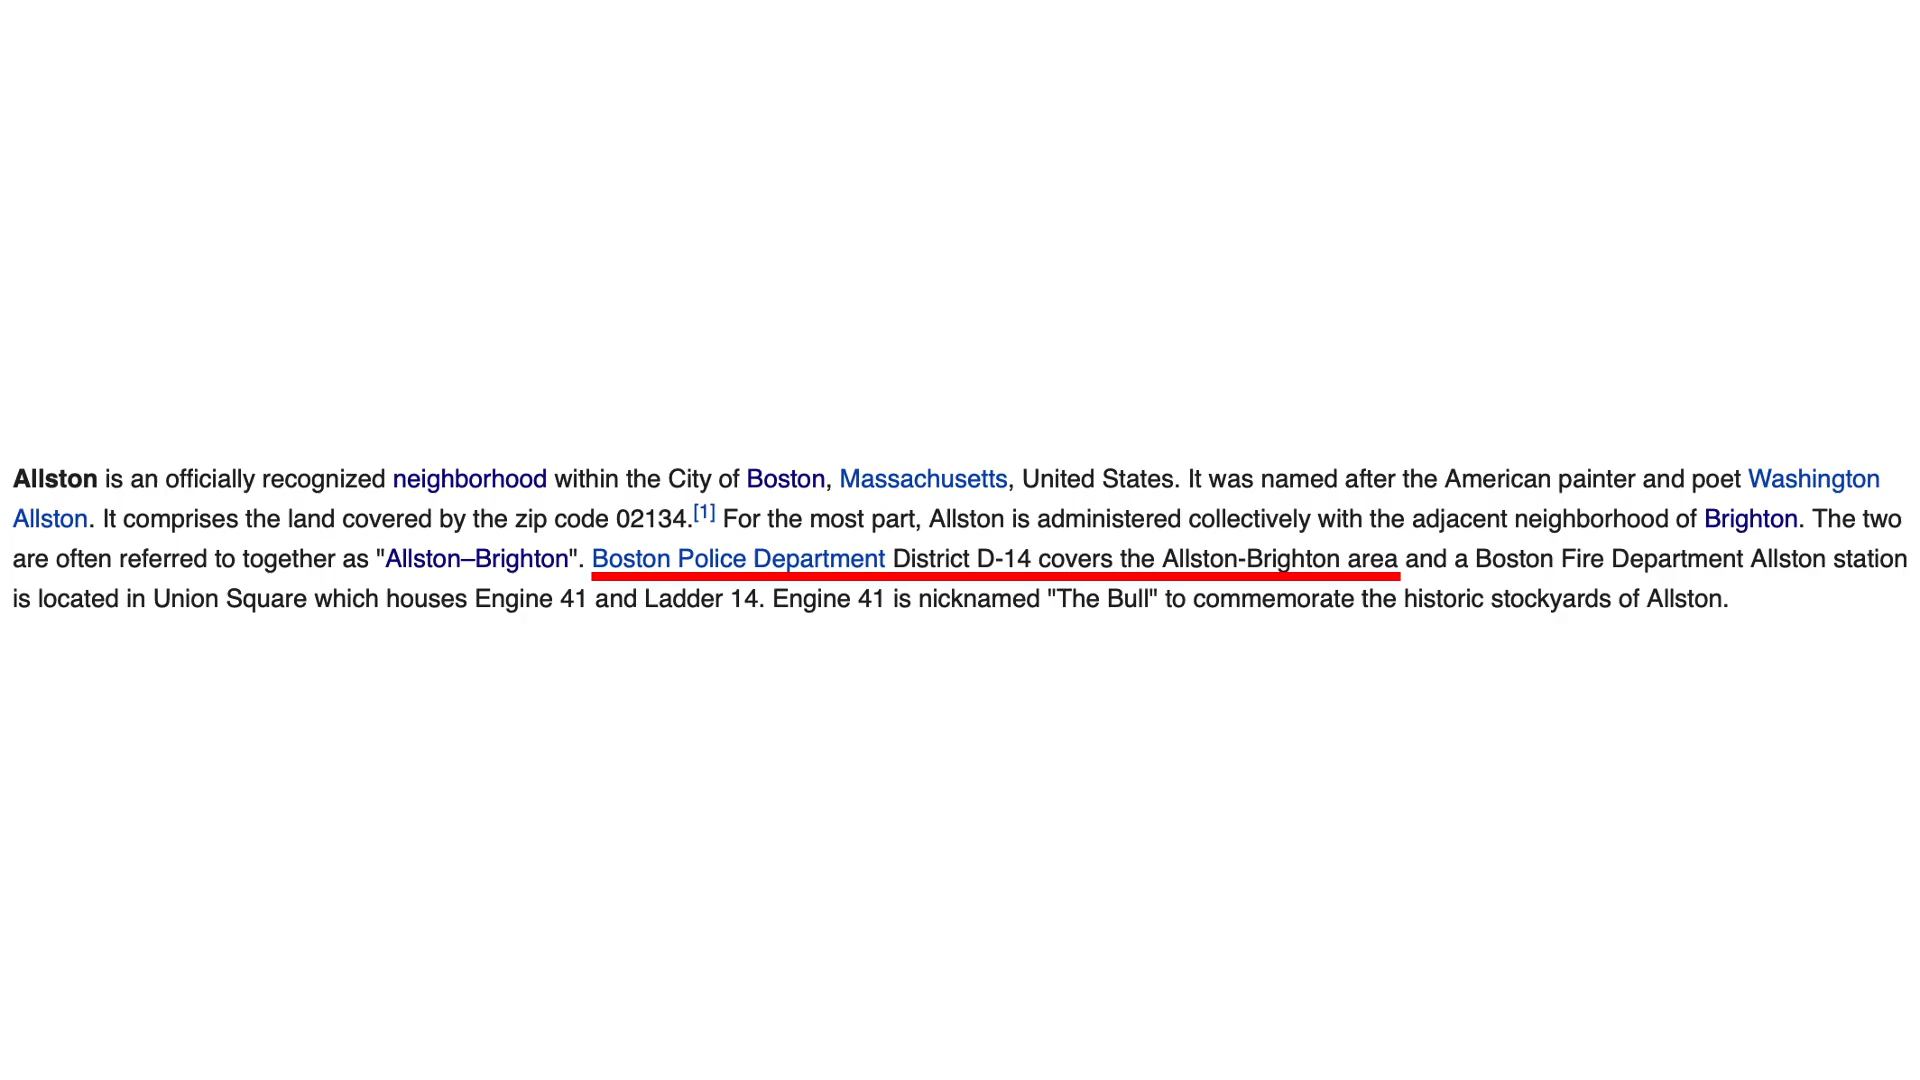 Allston is an officially recognized neighborhood within the City of Boston, Massachusetts, United States. It was named after the American painter and poet Washington
Allston. It comprises the land covered by the zip code 02134.[1] For the most part, Allston is administered collectively with the adjacent neighborhood of Brighton. The two
are often referred to together as "Allston–Brighton". Boston Police Department District D-14 covers the Allston-Brighton area and a Boston Fire Department Allston station
is located in Union Square which houses Engine 41 and Ladder 14. Engine 41 is nicknamed "The Bull" to commemorate the historic stockyards of Allston.